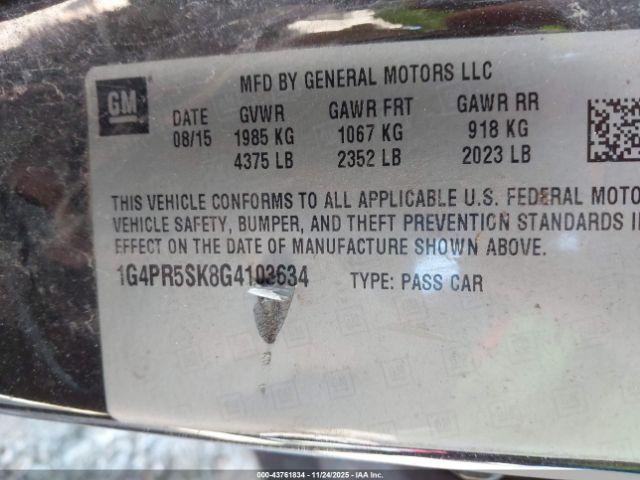 GM
MFD BY GENERAL MOTORS LLC
DATE GVWR GAWR FRT GAWR RR
08/15 1985 KG 1067 KG 918 KG
4375 LB 2352 LB 2023 LB
THIS VEHICLE CONFORMS TO ALL APPLICABLE U.S. FEDERAL MOTO
VEHICLE SAFETY, BUMPER, AND THEFT PREVENTION STANDARDS I
EFFECT ON THE DATE OF MANUFACTURE SHOWN ABOVE.
1G4PR5SK8G4103634 TYPE: PASS CAR
000-43761834 - 11/24/2025 - IAAI.COM